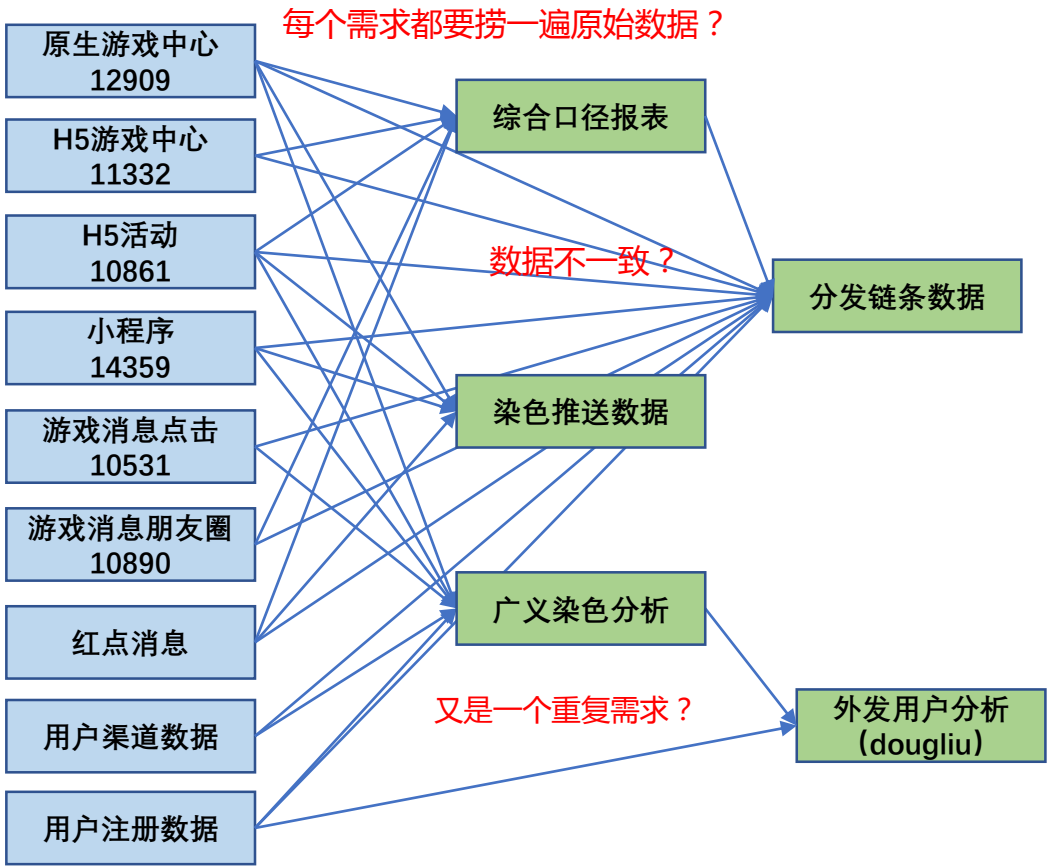 每个需求都要捞一遍原始数据？
原生游戏中心
12909
H5游戏中心
11332
H5活动
10861
小程序
14359
游戏消息点击
10531
游戏消息朋友圈
10890
红点消息
用户渠道数据
用户注册数据
综合口径报表
数据不一致？
染色推送数据
广义染色分析
又是一个重复需求？
分发链条数据
外发用户分析
（dougliu）